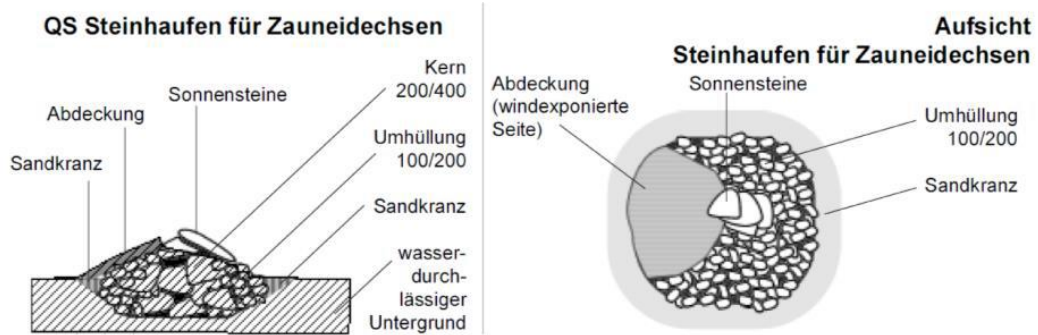 QS Steinhaufen für Zauneidechsen
Kern
200/400
Sonnensteine
Abdeckung
Umhüllung
100/200
Sandkranz
Sandkranz
wasser-
durch-
lässiger
Untergrund
Aufsicht
Steinhaufen für Zauneidechsen
Abdeckung
(windexponierte
Seite)
Sonnensteine
Umhüllung
100/200
Sandkranz